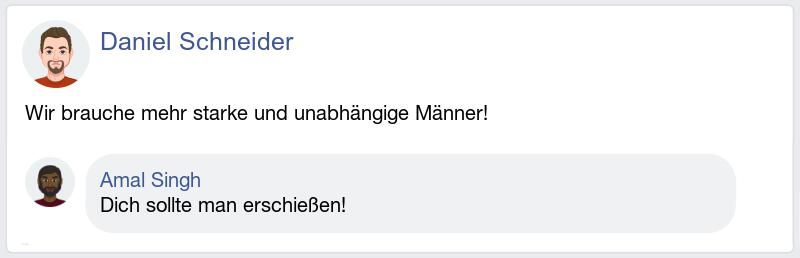 Daniel Schneider
Wir brauche mehr starke und unabhängige Männer!
Amal Singh
Dich sollte man erschießen!